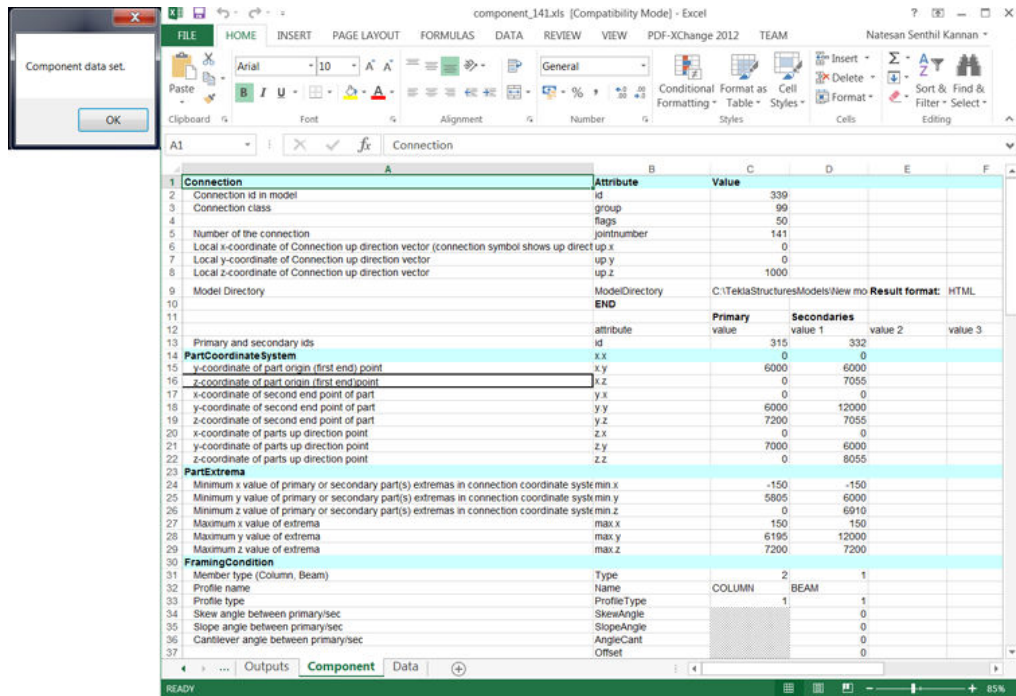 Component data set.
OK
component_141.xls [Compatibility Mode] - Excel
FILE HOME INSERT PAGE LAYOUT FORMULAS DATA REVIEW VIEW PDF-XChange 2012 TEAM Natesan Senthil Kannan
Paste
Arial 10
B I U
General
Conditional Formatting
Format as Table
Cell Styles
Insert
Delete
Format
Sort & Filter
Find & Select
Clipboard Font Alignment Number Styles Cells Editing
A1 fx Connection
A B C D E F
1 Connection Attribute Value
2 Connection id in model id 339
3 Connection class group 99
4 flags 50
5 Number of the connection jointnumber 141
6 Local x-coordinate of Connection up direction vector (connection symbol shows up direct up.x 0
7 Local y-coordinate of Connection up direction vector up.y 0
8 Local z-coordinate of Connection up direction vector up.z 1000
9 Model Directory ModelDirectory C:\TeklaStructuresModels\New mo Result format: HTML
10 END
11 Primary Secondaries
12 attribute value value 1 value 2 value 3
13 Primary and secondary ids id 315 332
14 PartCoordinateSystem x.x 0 0
15 y-coordinate of part origin (first end) point x.y 6000 6000
16 z-coordinate of part origin (first end)point x.z 0 7055
17 x-coordinate of second end point of part y.x 0 0
18 y-coordinate of second end point of part y.y 6000 12000
19 z-coordinate of second end point of part y.z 7200 7055
20 x-coordinate of parts up direction point z.x 0 0
21 y-coordinate of parts up direction point z.y 7000 6000
22 z-coordinate of parts up direction point z.z 0 8055
23 PartExtrema
24 Minimum x value of primary or secondary part(s) extremas in connection coordinate syste min.x -150 -150
25 Minimum y value of primary or secondary part(s) extremas in connection coordinate syste min.y 5805 6000
26 Minimum z value of primary or secondary part(s) extremas in connection coordinate syste min.z 0 6910
27 Maximum x value of extrema max.x 150 150
28 Maximum y value of extrema max.y 6195 12000
29 Maximum z value of extrema max.z 7200 7200
30 FramingCondition
31 Member type (Column, Beam) Type 2 1
32 Profile name Name COLUMN BEAM
33 Profile type ProfileType 1 1
34 Skew angle between primary/sec SkewAngle 0
35 Slope angle between primary/sec SlopeAngle 0
36 Cantilever angle between primary/sec AngleCant 0
37 Offset 0
... Outputs Component Data
READY 85%